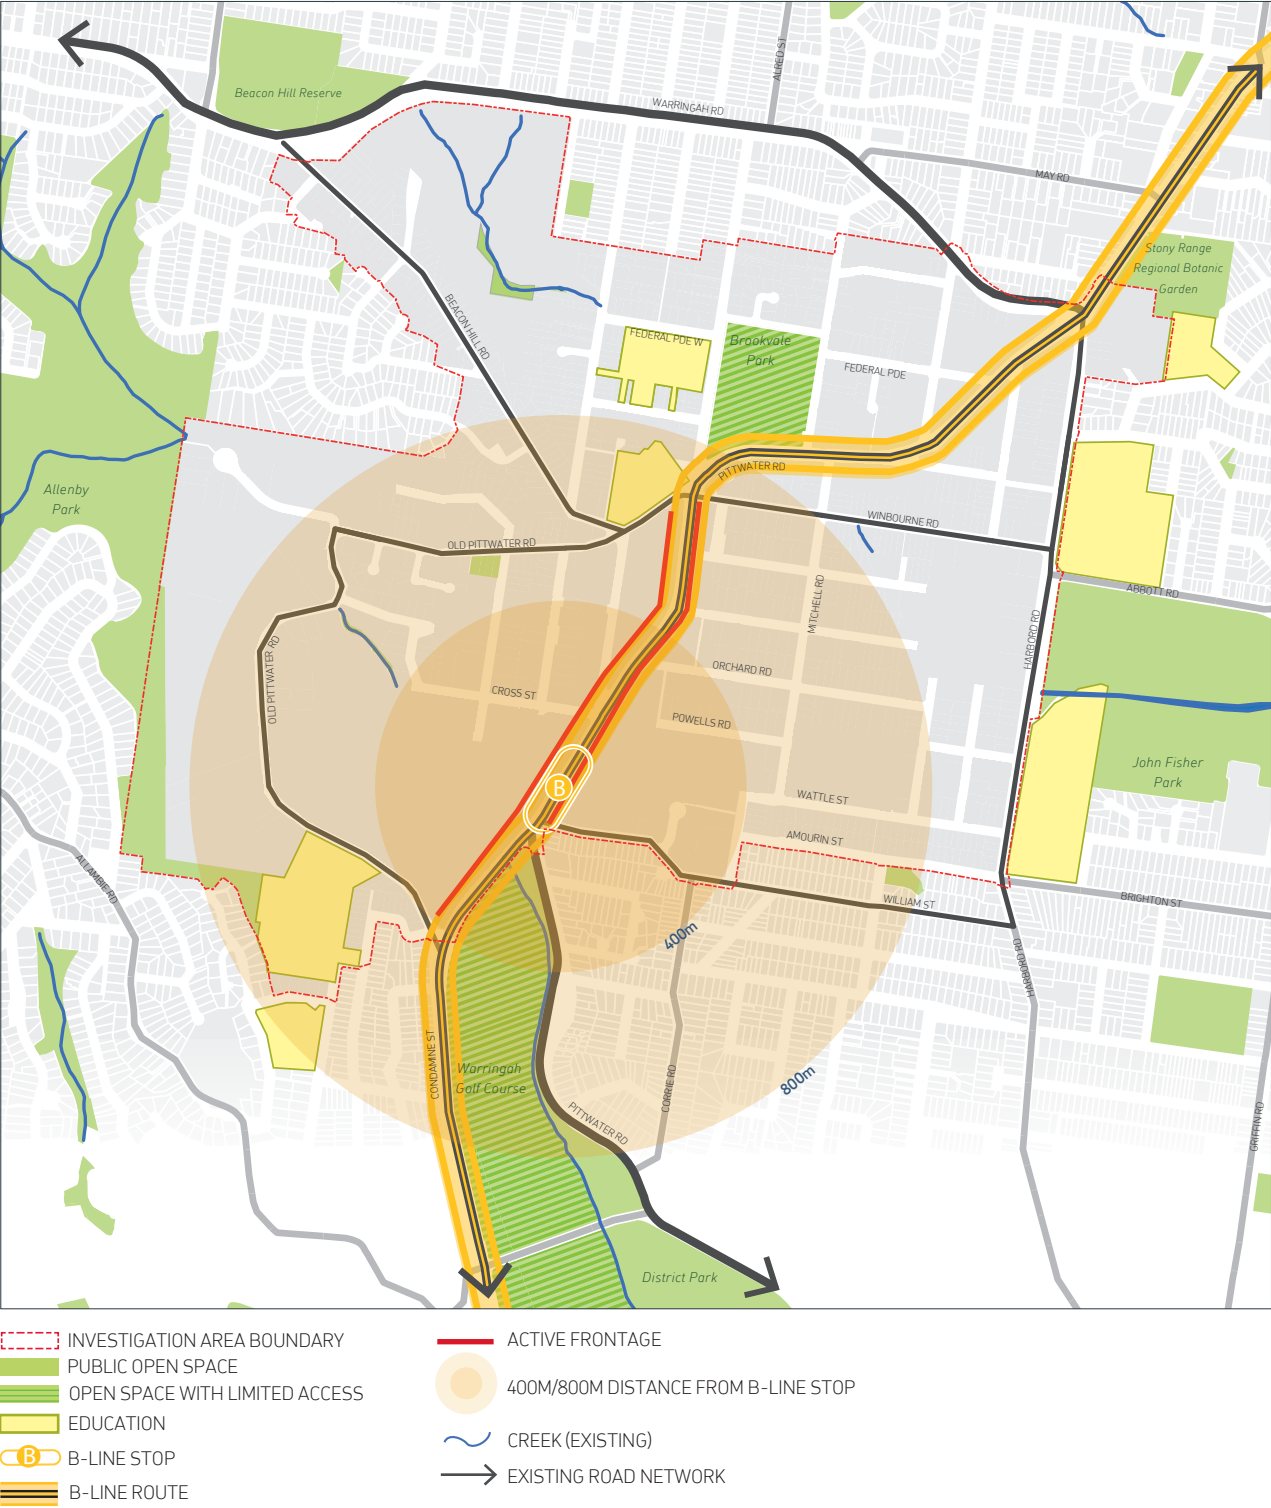 ALRED ST
Beacon Hill Reserve
WARRINGAH RD
MAY RD
Stony Range
Regional Botanic
Garden
BEACON HILL RD
FEDERAL PDE W
Brookvale
Park
FEDERAL PDE
PITTWATER RD
Allenby
Park
WINBOURNE RD
OLD PITTWATER RD
MITCHELL RD
ABBOTT RD
HARBORD RD
OLD PITTWATER RD
ORCHARD RD
CROSS ST
POWELLS RD
John Fisher
Park
B
WATTLE ST
AMOURIN ST
ALLAMBIE RD
WILLIAM ST
BRIGHTON ST
400m
HARBORD RD
CONDAMINE ST
Warringah
Golf Course
800m
CORRIE RD
PITTWATER RD
GRIFFIN RD
District Park
INVESTIGATION AREA BOUNDARY
PUBLIC OPEN SPACE
OPEN SPACE WITH LIMITED ACCESS
EDUCATION
B
B-LINE STOP
B-LINE ROUTE
ACTIVE FRONTAGE
400M/800M DISTANCE FROM B-LINE STOP
CREEK (EXISTING)
EXISTING ROAD NETWORK